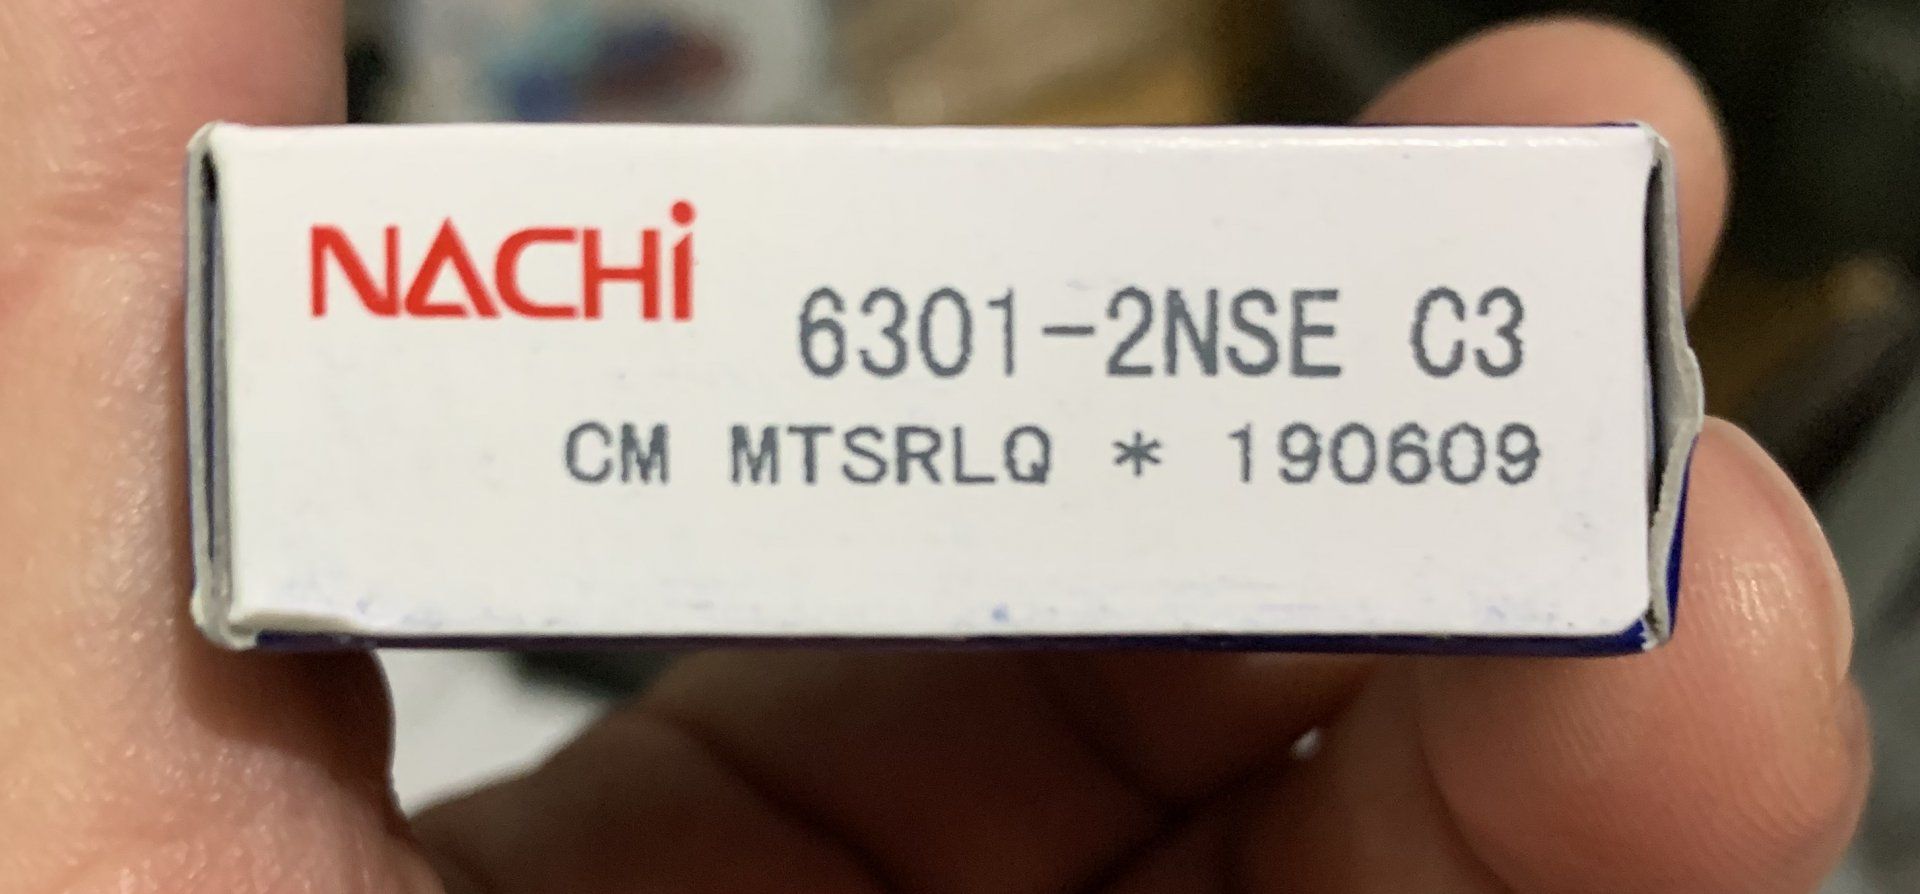 NACHi
6301-2NSE C3
CM MTSRLQ * 190609